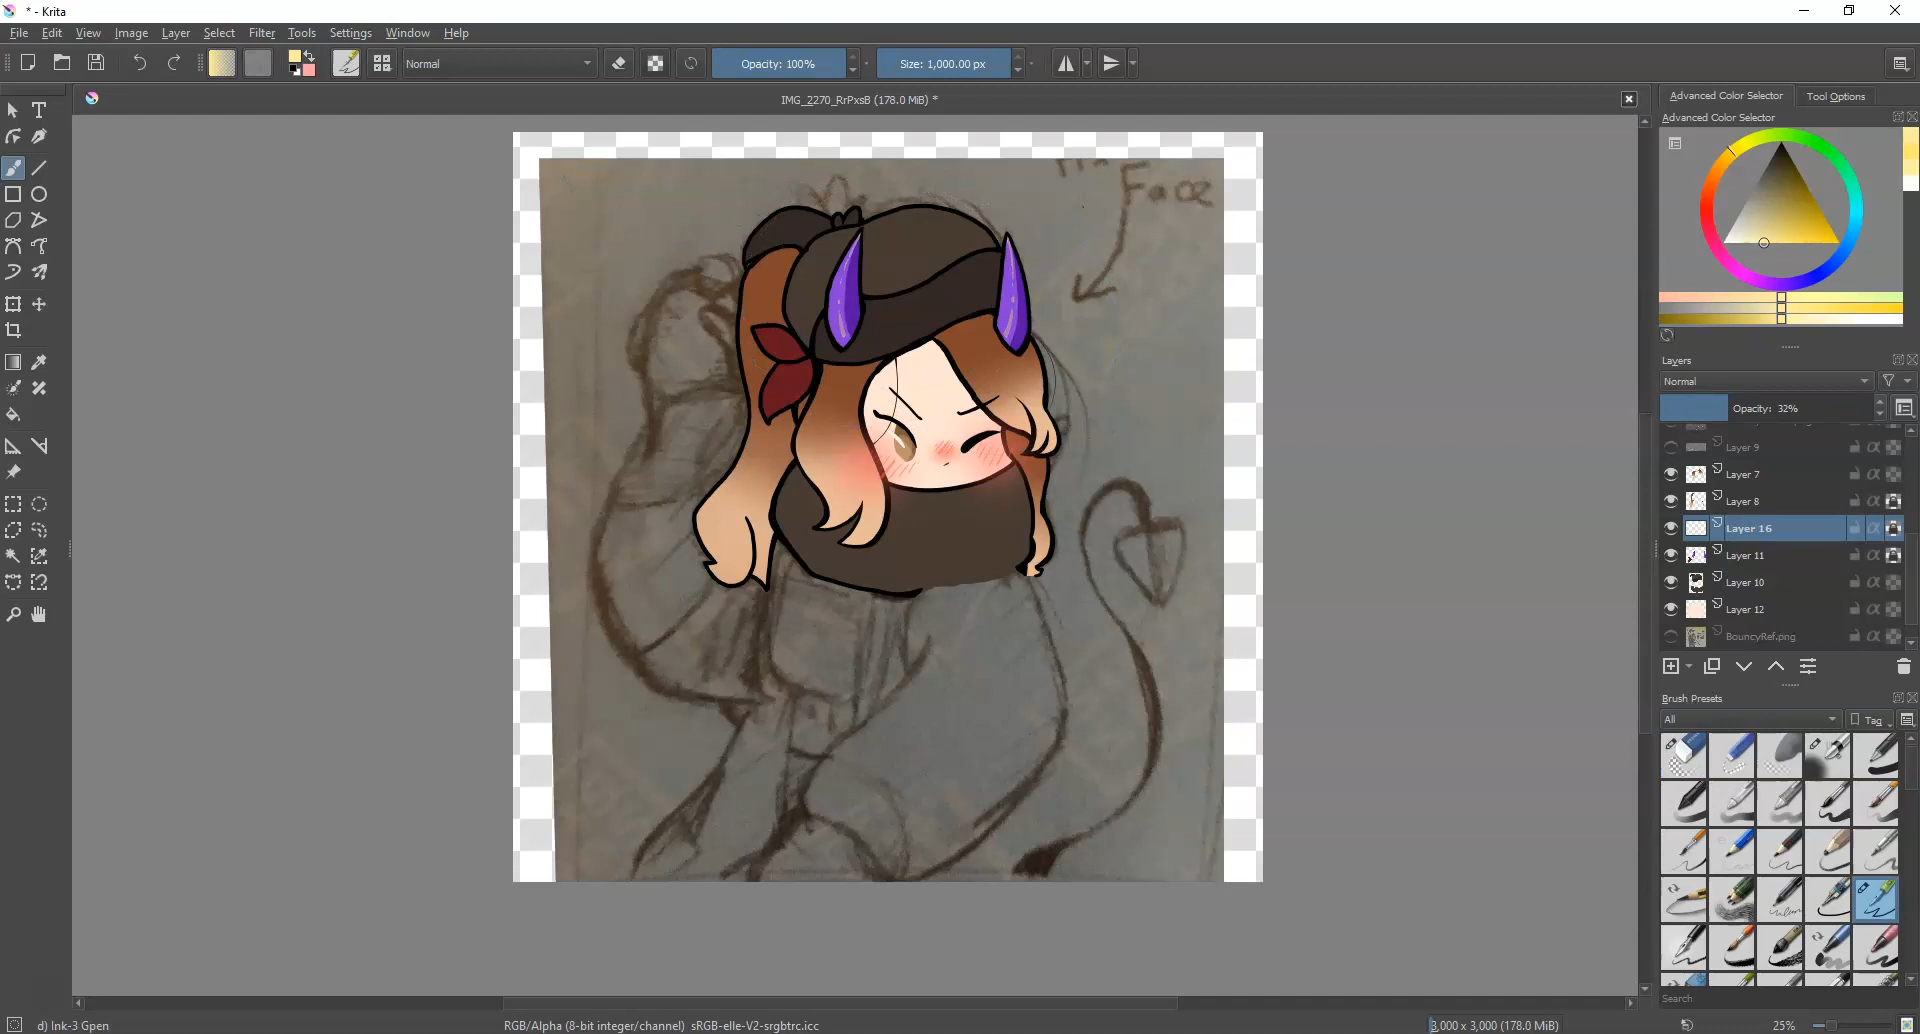 * - Krita
File Edit View Image Layer Select Filter Tools Settings Window Help
Normal Opacity: 100% Size: 1,000.00 px
IMG_2270_RrPxsB (178.0 MiB) *
Advanced Color Selector Tool Options
Advanced Color Selector
Face
Layers
Normal
Opacity: 32%
Layer 9
Layer 7
Layer 8
Layer 16
Layer 11
Layer 10
Layer 12
BouncyRef.png
Brush Presets
All Tag
Search
d) Ink-3 Gpen RGB/Alpha (8-bit integer/channel) sRGB-elle-V2-srgbtrc.icc 3,000 x 3,000 (178.0 MiB) 25%